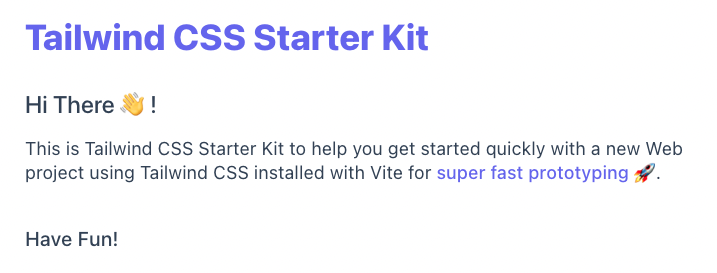 Tailwind CSS Starter Kit
Hi There 👋 !
This is Tailwind CSS Starter Kit to help you get started quickly with a new Web
project using Tailwind CSS installed with Vite for super fast prototyping 🚀.
Have Fun!